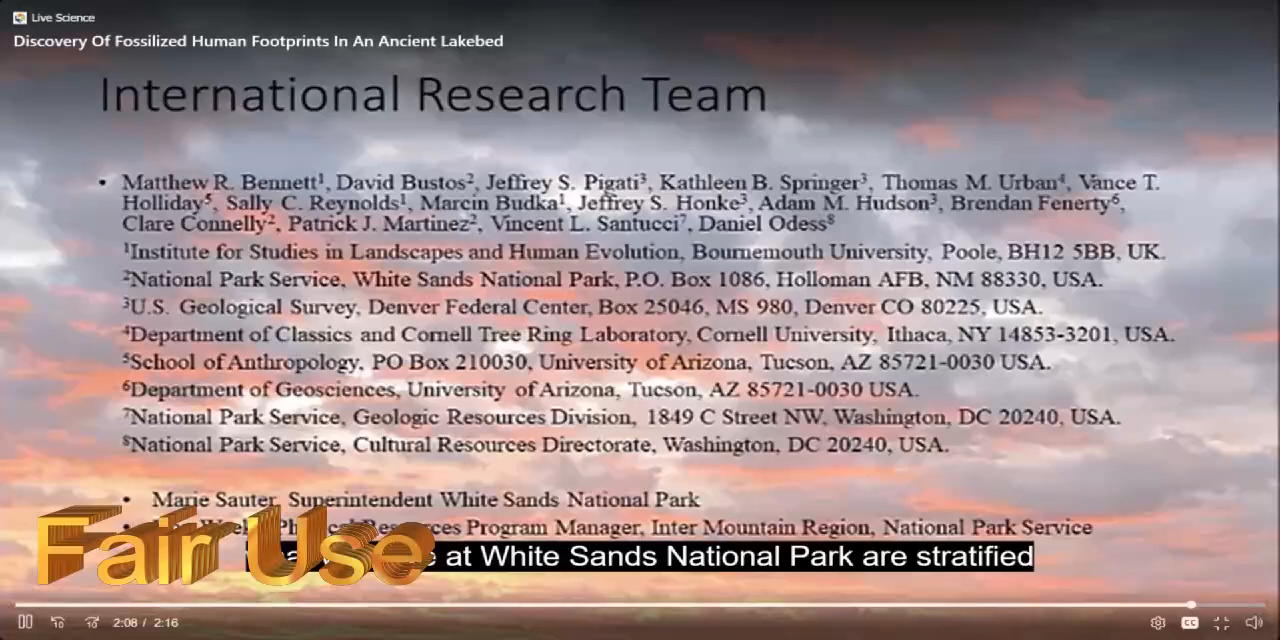 Live Science
Discovery Of Fossilized Human Footprints In An Ancient Lakebed
International Research Team
• Matthew R. Bennett¹, David Bustos², Jeffrey S. Pigati³, Kathleen B. Springer³, Thomas M. Urban⁴, Vance T.
Holliday⁵, Sally C. Reynolds¹, Marcin Budka¹, Jeffrey S. Honke³, Adam M. Hudson³, Brendan Fenerty⁶,
Clare Connelly², Patrick J. Martinez², Vincent L. Santucci⁷, Daniel Odess⁸
¹Institute for Studies in Landscapes and Human Evolution, Bournemouth University, Poole, BH12 5BB, UK.
²National Park Service, White Sands National Park, P.O. Box 1086, Holloman AFB, NM 88330, USA.
³U.S. Geological Survey, Denver Federal Center, Box 25046, MS 980, Denver CO 80225, USA.
⁴Department of Classics and Cornell Tree Ring Laboratory, Cornell University, Ithaca, NY 14853-3201, USA.
⁵School of Anthropology, PO Box 210030, University of Arizona, Tucson, AZ 85721-0030 USA.
⁶Department of Geosciences, University of Arizona, Tucson, AZ 85721-0030 USA.
⁷National Park Service, Geologic Resources Division, 1849 C Street NW, Washington, DC 20240, USA.
⁸National Park Service, Cultural Resources Directorate, Washington, DC 20240, USA.
• Marie Sauter, Superintendent White Sands National Park
• Program Manager, Inter Mountain Region, National Park Service
Fair Use
at White Sands National Park are stratified
10 10 2:08 / 2:16 CC